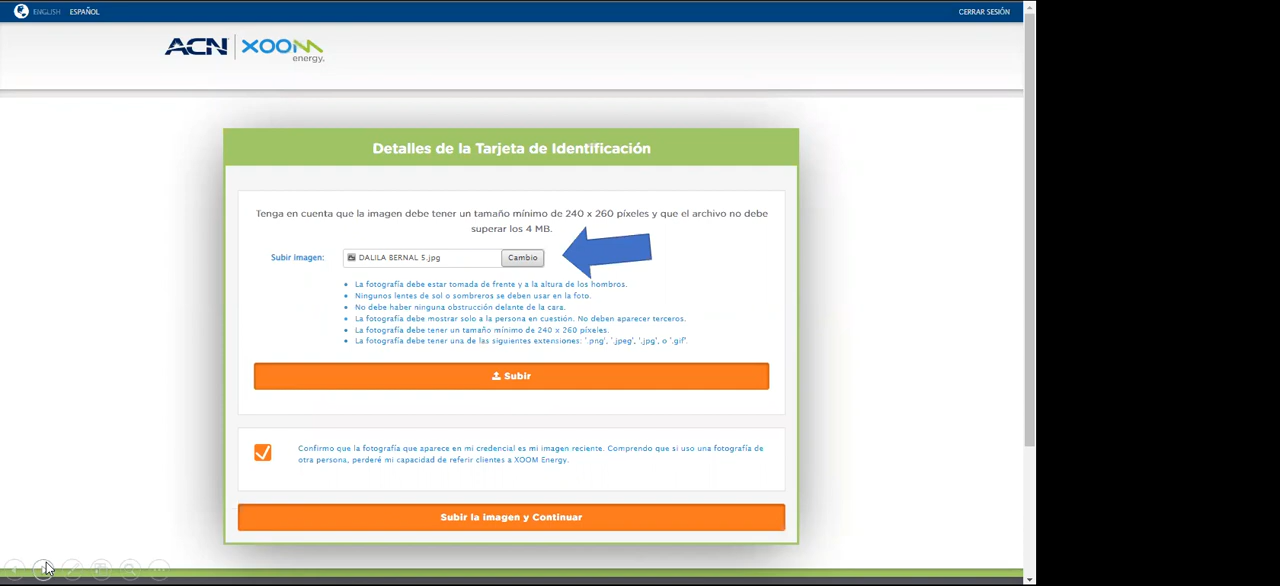 ENGLISH ESPAÑOL CERRAR SESIÓN
ACN XOOM
energy.
Detalles de la Tarjeta de Identificación
Tenga en cuenta que la imagen debe tener un tamaño mínimo de 240 x 260 píxeles y que el archivo no debe
superar los 4 MB.
Subir imagen: DALILA BERNAL 5.jpg Cambio
• La fotografía debe estar tomada de frente y a la altura de los hombros.
• Ningunos lentes de sol o sombreros se deben usar en la foto.
• No debe haber ninguna obstrucción delante de la cara.
• La fotografía debe mostrar solo a la persona en cuestión. No deben aparecer terceros.
• La fotografía debe tener un tamaño mínimo de 240 x 260 píxeles.
• La fotografía debe tener una de las siguientes extensiones: '.png', '.jpeg', '.jpg', o '.gif'.
Subir
Confirmo que la fotografía que aparece en mi credencial es mi imagen reciente. Comprendo que si uso una fotografía de
otra persona, perderé mi capacidad de referir clientes a XOOM Energy.
Subir la imagen y Continuar